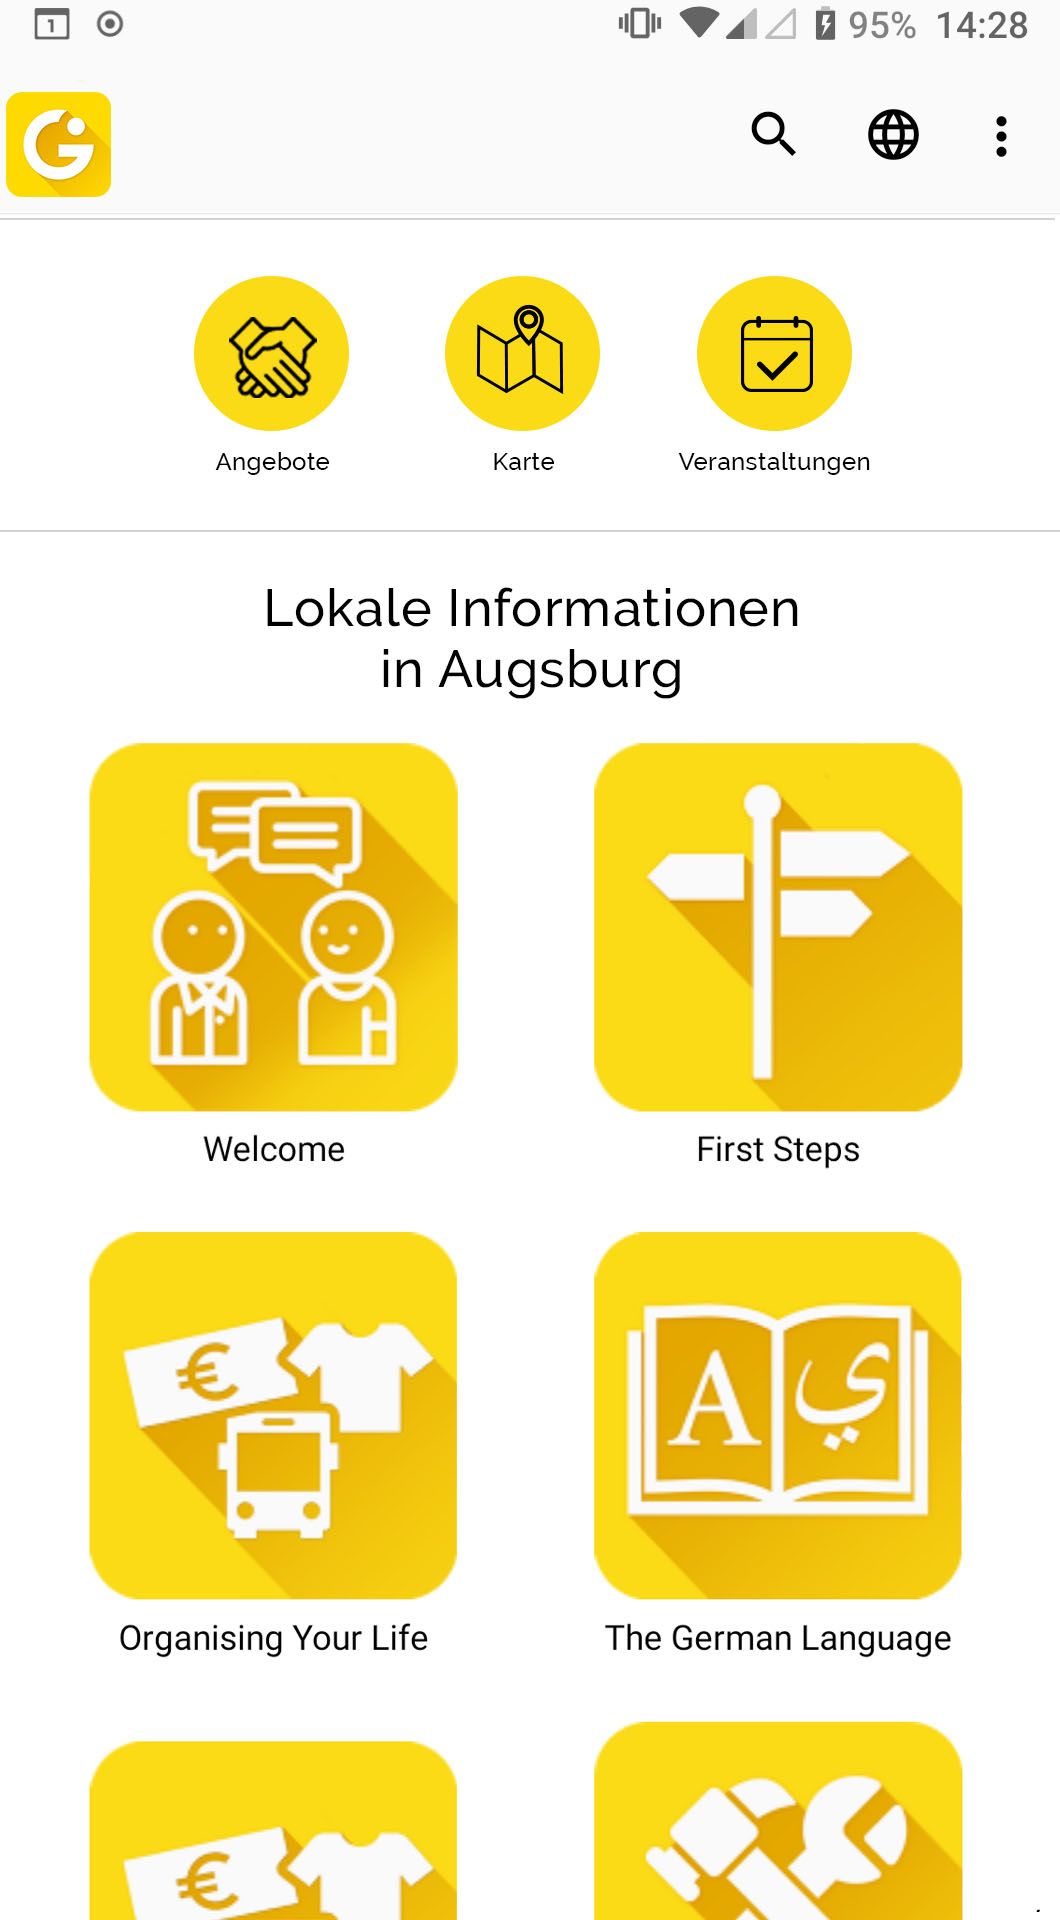 1 95% 14:28
G
Angebote Karte Veranstaltungen
Lokale Informationen
in Augsburg
Welcome First Steps
€ A ي
Organising Your Life The German Language
€